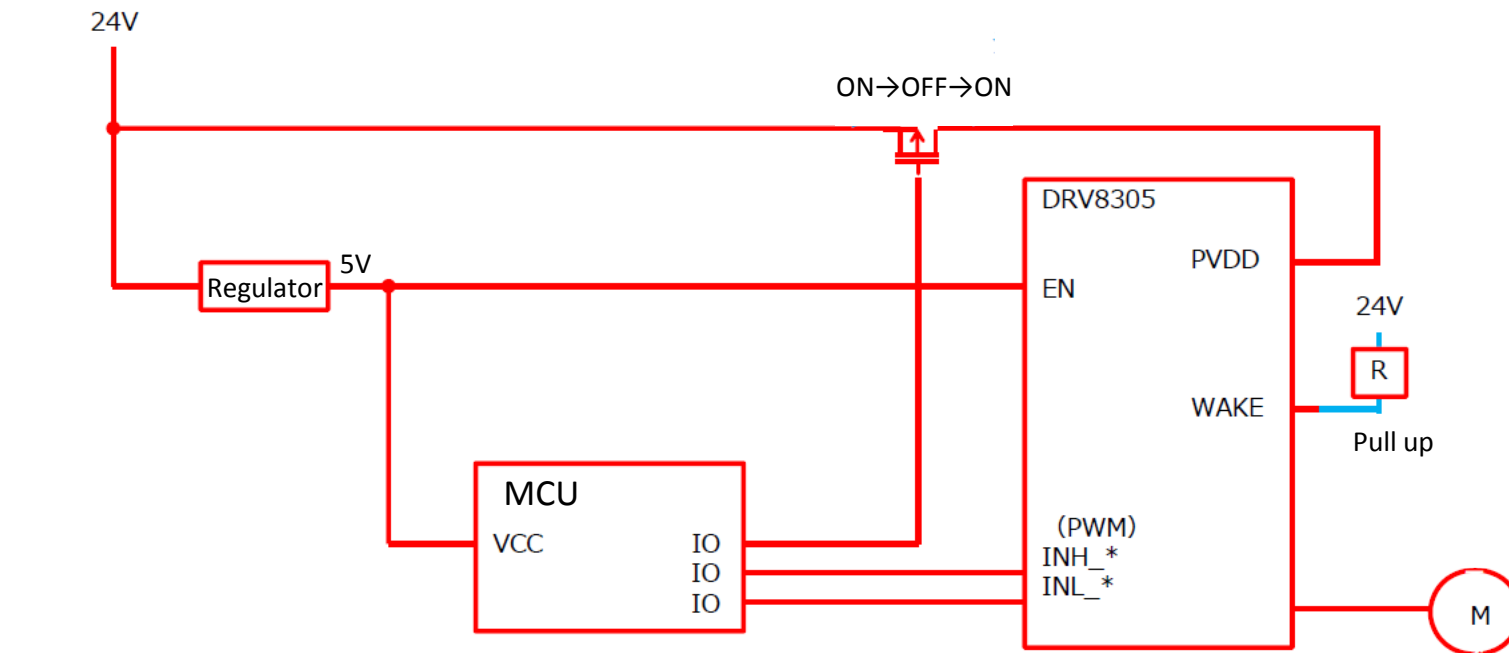 24V
ON→OFF→ON
DRV8305
PVDD
5V
Regulator
EN
24V
R
WAKE
Pull up
MCU
VCC
IO
IO
IO
（PWM）
INH_*
INL_*
M